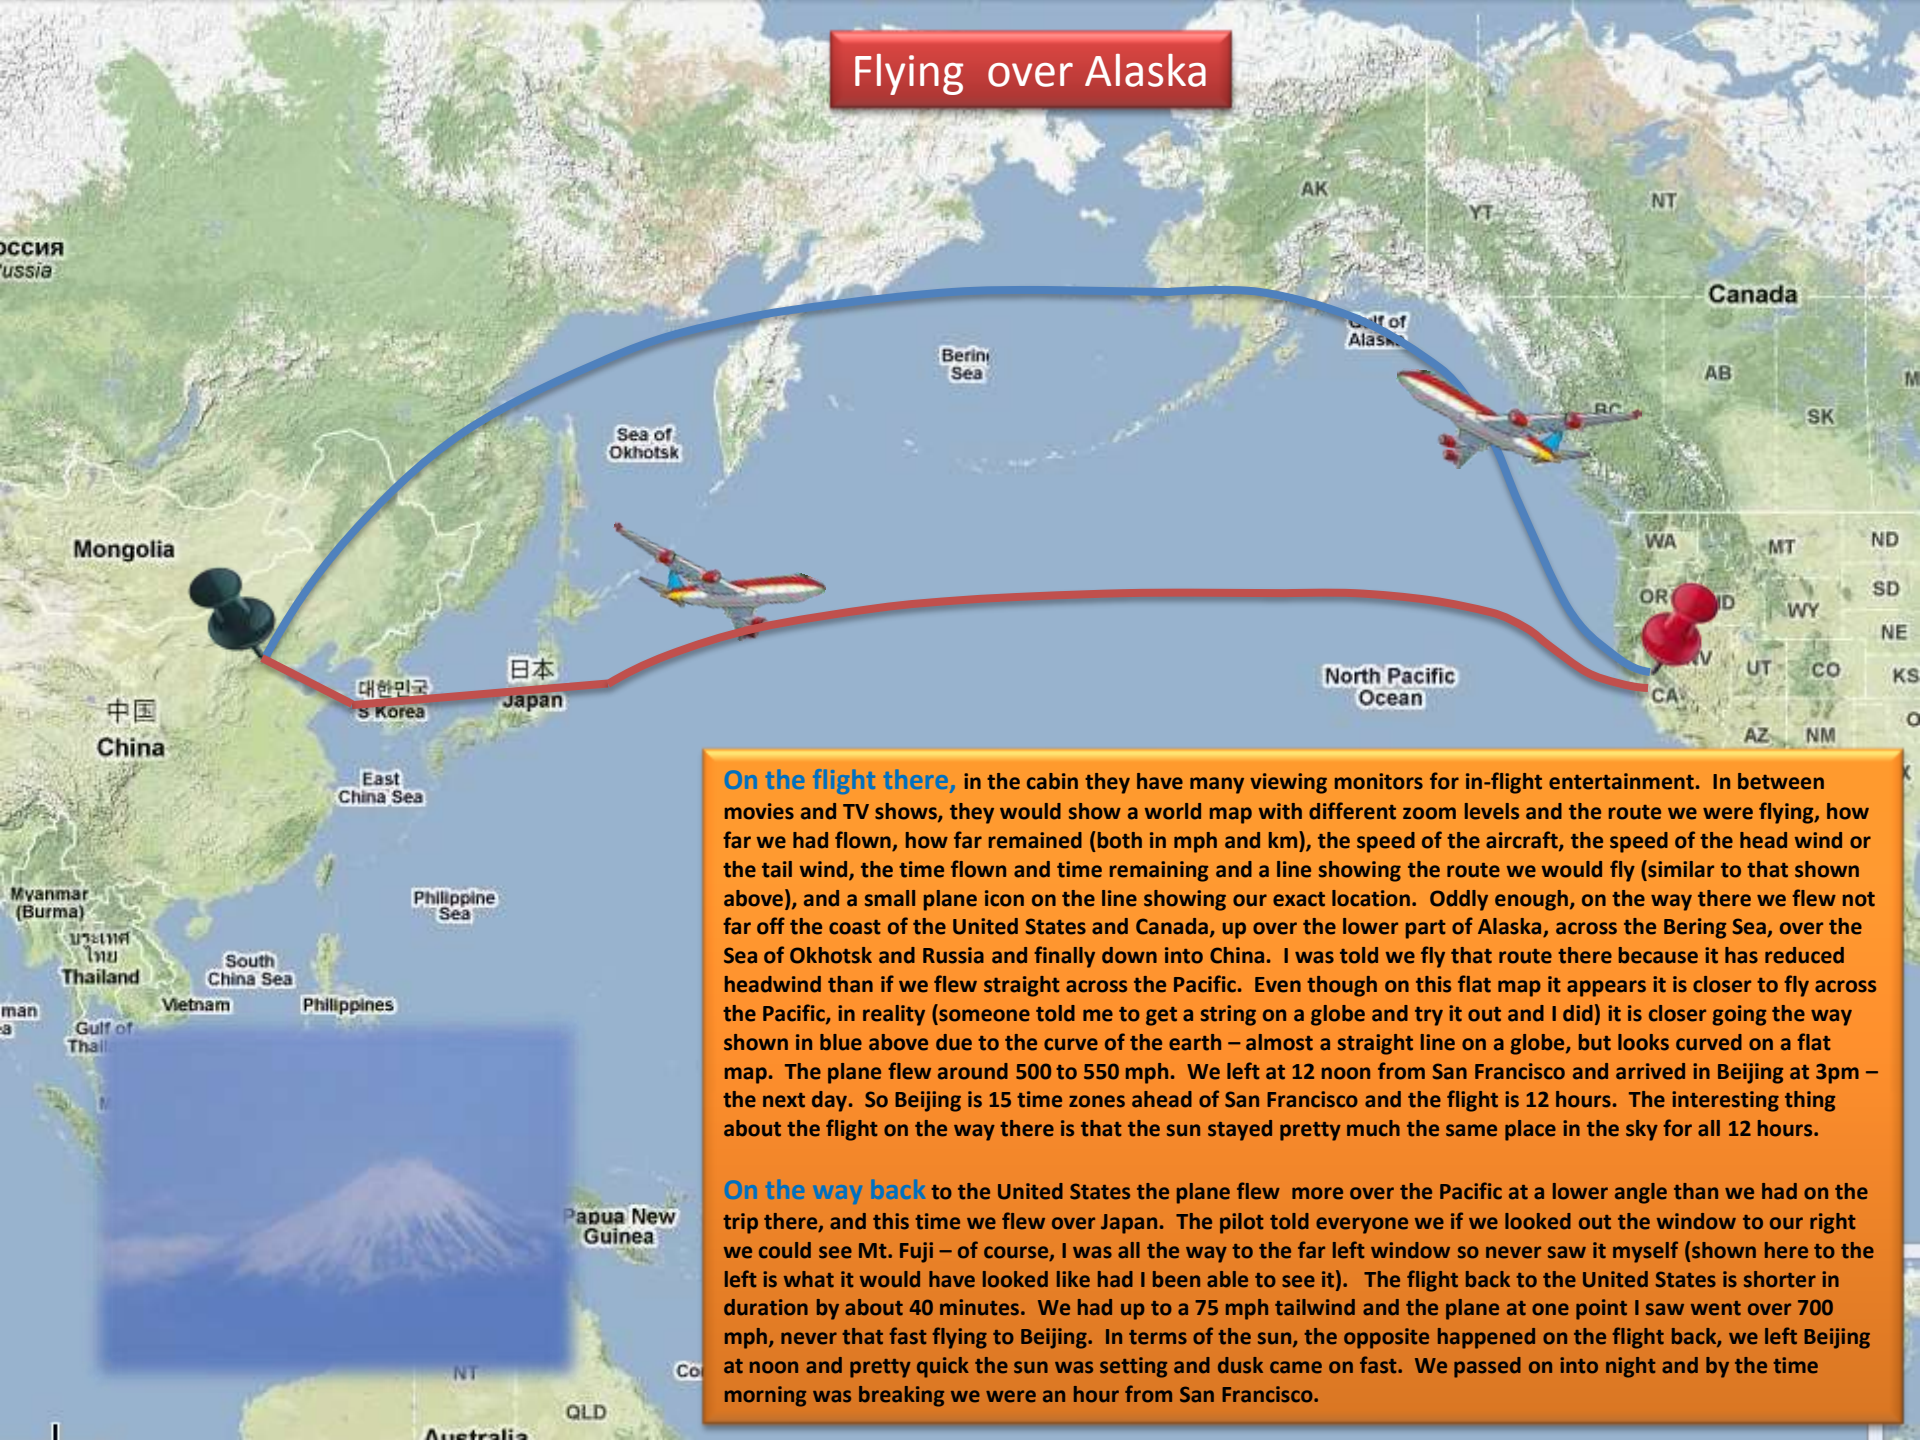 Flying  over Alaska
AK
YT
NT
оссия
ussia
Canada
Gulf of
Alaska
Bering
Sea
AB
BC
SK
Sea of
Okhotsk
Mongolia
WA
MT
ND
OR
ID
WY
SD
NE
NV
UT
CO
KS
CA
AZ
NM
日本
Japan
대한민국
S Korea
North Pacific
Ocean
中国
China
East
China Sea
Myanmar
(Burma)
Philippine
Sea
ประเทศ
ไทย
Thailand
South
China Sea
Vietnam
Philippines
man
Gulf of
Thail
Papua New
Guinea
NT
QLD
Australia
On the flight there, in the cabin they have many viewing monitors for in-flight entertainment.  In between
movies and TV shows, they would show a world map with different zoom levels and the route we were flying, how
far we had flown, how far remained (both in mph and km), the speed of the aircraft, the speed of the head wind or
the tail wind, the time flown and time remaining and a line showing the route we would fly (similar to that shown
above), and a small plane icon on the line showing our exact location.  Oddly enough, on the way there we flew not
far off the coast of the United States and Canada, up over the lower part of Alaska, across the Bering Sea, over the
Sea of Okhotsk and Russia and finally down into China.  I was told we fly that route there because it has reduced
headwind than if we flew straight across the Pacific.  Even though on this flat map it appears it is closer to fly across
the Pacific, in reality (someone told me to get a string on a globe and try it out and I did) it is closer going the way
shown in blue above due to the curve of the earth – almost a straight line on a globe, but looks curved on a flat
map.  The plane flew around 500 to 550 mph.  We left at 12 noon from San Francisco and arrived in Beijing at 3pm –
the next day.  So Beijing is 15 time zones ahead of San Francisco and the flight is 12 hours.  The interesting thing
about the flight on the way there is that the sun stayed pretty much the same place in the sky for all 12 hours.
On the way back to the United States the plane flew  more over the Pacific at a lower angle than we had on the
trip there, and this time we flew over Japan.  The pilot told everyone we if we looked out the window to our right
we could see Mt. Fuji – of course, I was all the way to the far left window so never saw it myself (shown here to the
left is what it would have looked like had I been able to see it).   The flight back to the United States is shorter in
duration by about 40 minutes.  We had up to a 75 mph tailwind and the plane at one point I saw went over 700
mph, never that fast flying to Beijing.  In terms of the sun, the opposite happened on the flight back, we left Beijing
at noon and pretty quick the sun was setting and dusk came on fast.  We passed on into night and by the time
morning was breaking we were an hour from San Francisco.